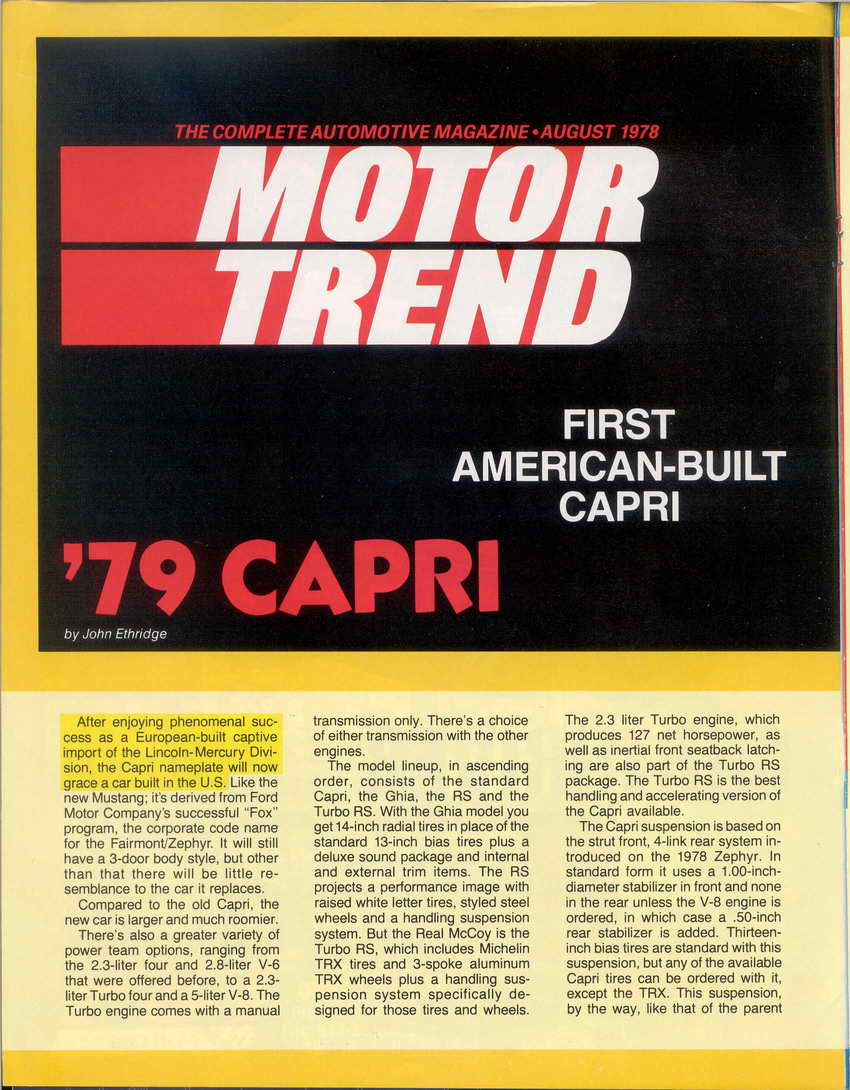 THE COMPLETE AUTOMOTIVE MAGAZINE • AUGUST 1978
MOTOR
TREND
FIRST
AMERICAN-BUILT
CAPRI
’79 CAPRI
by John Ethridge
After enjoying phenomenal suc-
cess as a European-built captive
import of the Lincoln-Mercury Divi-
sion, the Capri nameplate will now
grace a car built in the U.S. Like the
new Mustang; it's derived from Ford
Motor Company's successful “Fox”
program, the corporate code name
for the Fairmont/Zephyr. It will still
have a 3-door body style, but other
than that there will be little re-
semblance to the car it replaces.
Compared to the old Capri, the
new car is larger and much roomier.
There's also a greater variety of
power team options, ranging from
the 2.3-liter four and 2.8-liter V-6
that were offered before, to a 2.3-
liter Turbo four and a 5-liter V-8. The
Turbo engine comes with a manual
transmission only. There's a choice
of either transmission with the other
engines.
The model lineup, in ascending
order, consists of the standard
Capri, the Ghia, the RS and the
Turbo RS. With the Ghia model you
get 14-inch radial tires in place of the
standard 13-inch bias tires plus a
deluxe sound package and internal
and external trim items. The RS
projects a performance image with
raised white letter tires, styled steel
wheels and a handling suspension
system. But the Real McCoy is the
Turbo RS, which includes Michelin
TRX tires and 3-spoke aluminum
TRX wheels plus a handling sus-
pension system specifically de-
signed for those tires and wheels.
The 2.3 liter Turbo engine, which
produces 127 net horsepower, as
well as inertial front seatback latch-
ing are also part of the Turbo RS
package. The Turbo RS is the best
handling and accelerating version of
the Capri available.
The Capri suspension is based on
the strut front, 4-link rear system in-
troduced on the 1978 Zephyr. In
standard form it uses a 1.00-inch-
diameter stabilizer in front and none
in the rear unless the V-8 engine is
ordered, in which case a .50-inch
rear stabilizer is added. Thirteen-
inch bias tires are standard with this
suspension, but any of the available
Capri tires can be ordered with it,
except the TRX. This suspension,
by the way, like that of the parent